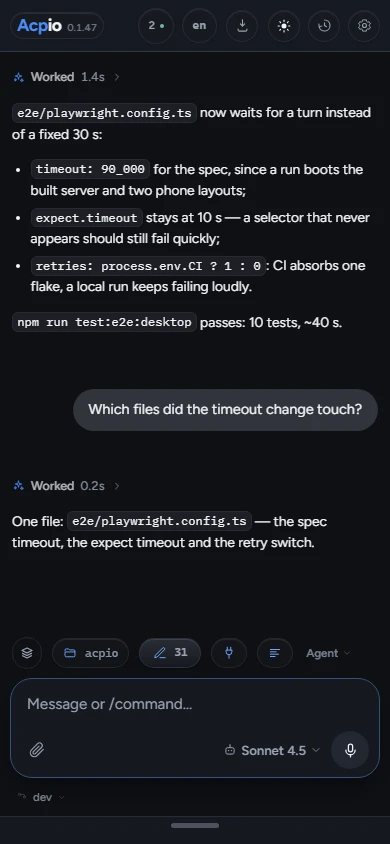 Acpio 0.1.47 2 en
Worked 1.4s
e2e/playwright.config.ts now waits for a turn instead
of a fixed 30 s:
• timeout: 90_000 for the spec, since a run boots the
built server and two phone layouts;
• expect.timeout stays at 10 s — a selector that never
appears should still fail quickly;
• retries: process.env.CI ? 1 : 0 : CI absorbs one
flake, a local run keeps failing loudly.
npm run test:e2e:desktop passes: 10 tests, ~40 s.
Which files did the timeout change touch?
Worked 0.2s
One file: e2e/playwright.config.ts — the spec
timeout, the expect timeout and the retry switch.
acpio 31 Agent
Message or /command...
Sonnet 4.5
dev